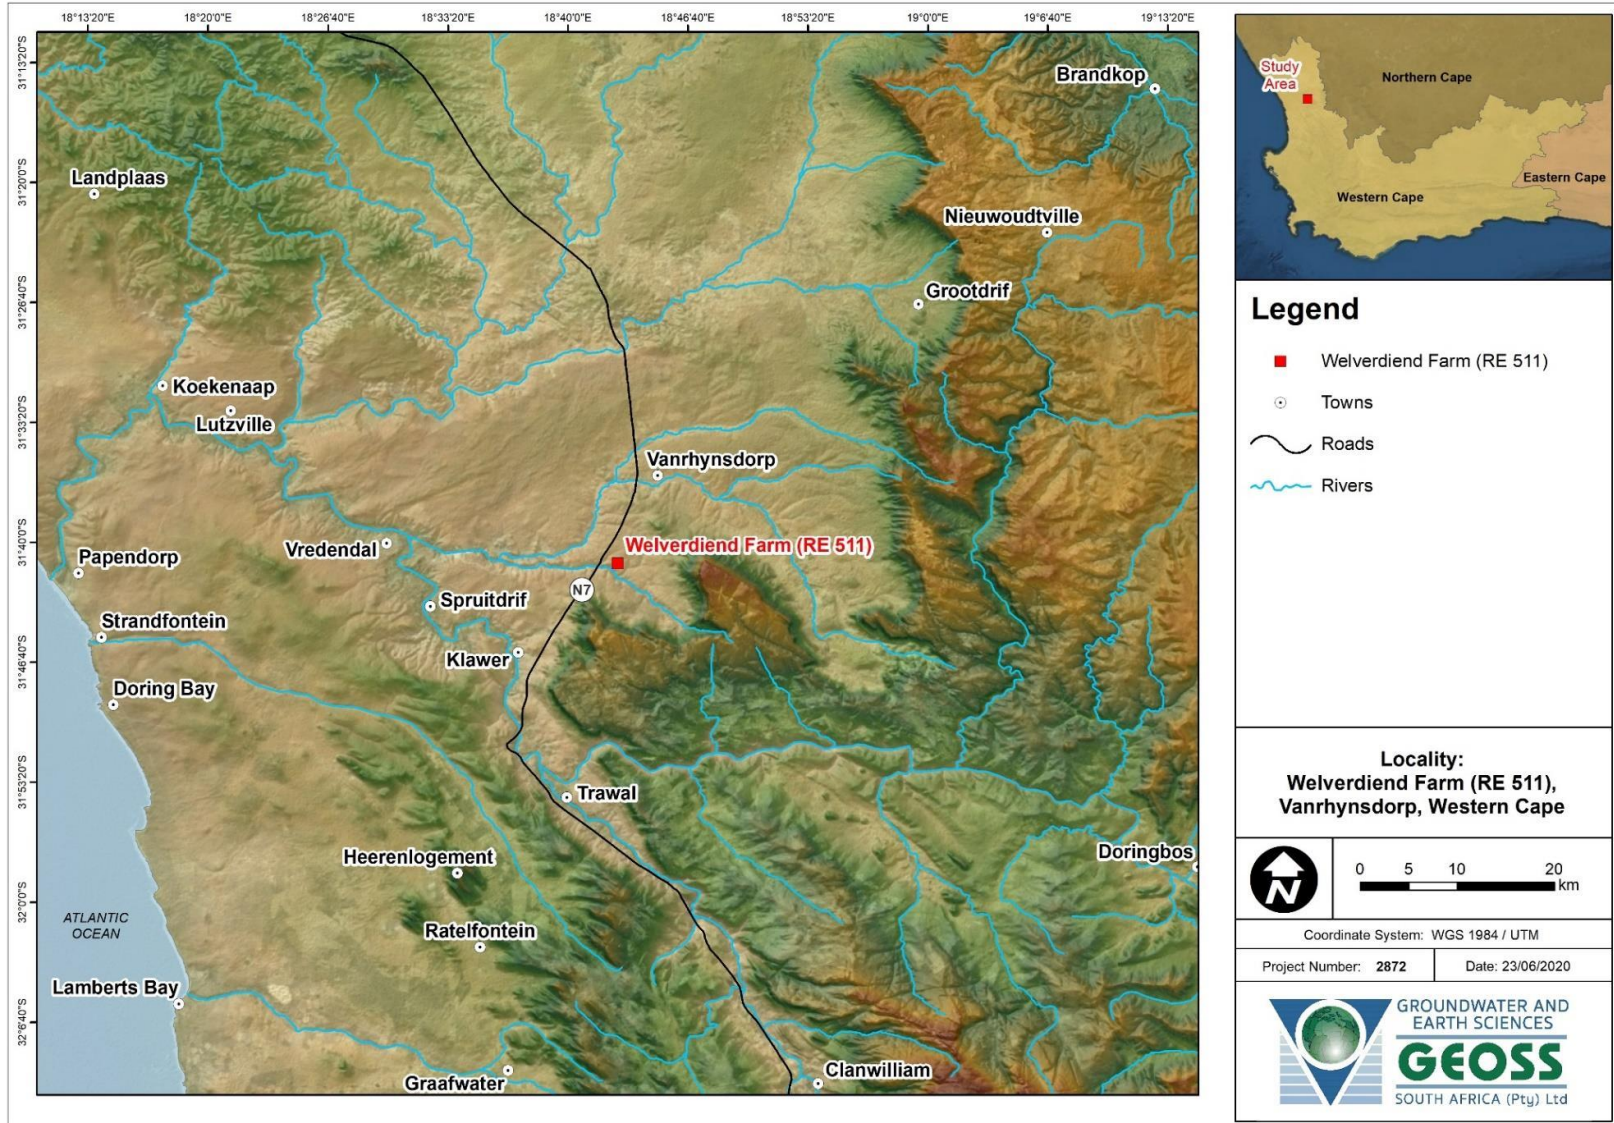 18°13'20"E
18°20'0"E
18°26'40"E
18°33'20"E
18°40'0"E
18°46'40"E
18°53'20"E
19°0'0"E
19°6'40"E
19°13'20"E
31°13'20"S
31°20'0"S
31°26'40"S
31°33'20"S
31°40'0"S
31°46'40"S
31°53'20"S
32°0'0"S
32°6'40"S
Brandkop
Landplaas
Nieuwoudtville
Grootdrif
Koekenaap
Lutzville
Vanrhynsdorp
Vredendal
Welverdiend Farm (RE 511)
Papendorp
N7
Spruitdrif
Strandfontein
Klawer
Doring Bay
Trawal
Heerenlogement
Doringbos
ATLANTIC
OCEAN
Ratelfontein
Lamberts Bay
Graafwater
Clanwilliam
Study
Area
Northern Cape
Western Cape
Eastern Cape
Legend
Welverdiend Farm (RE 511)
Towns
Roads
Rivers
Locality:
Welverdiend Farm (RE 511),
Vanrhynsdorp, Western Cape
N
0 5 10 20
km
Coordinate System: WGS 1984 / UTM
Project Number: 2872
Date: 23/06/2020
GROUNDWATER AND
EARTH SCIENCES
GEOSS
SOUTH AFRICA (Pty) Ltd